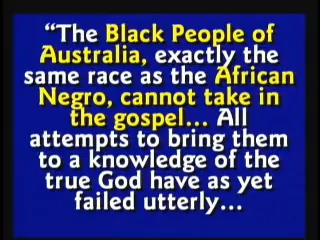 “The Black People of
Australia, exactly the
same race as the African
Negro, cannot take in
the gospel... All
attempts to bring them
to a knowledge of the
true God have as yet
failed utterly...